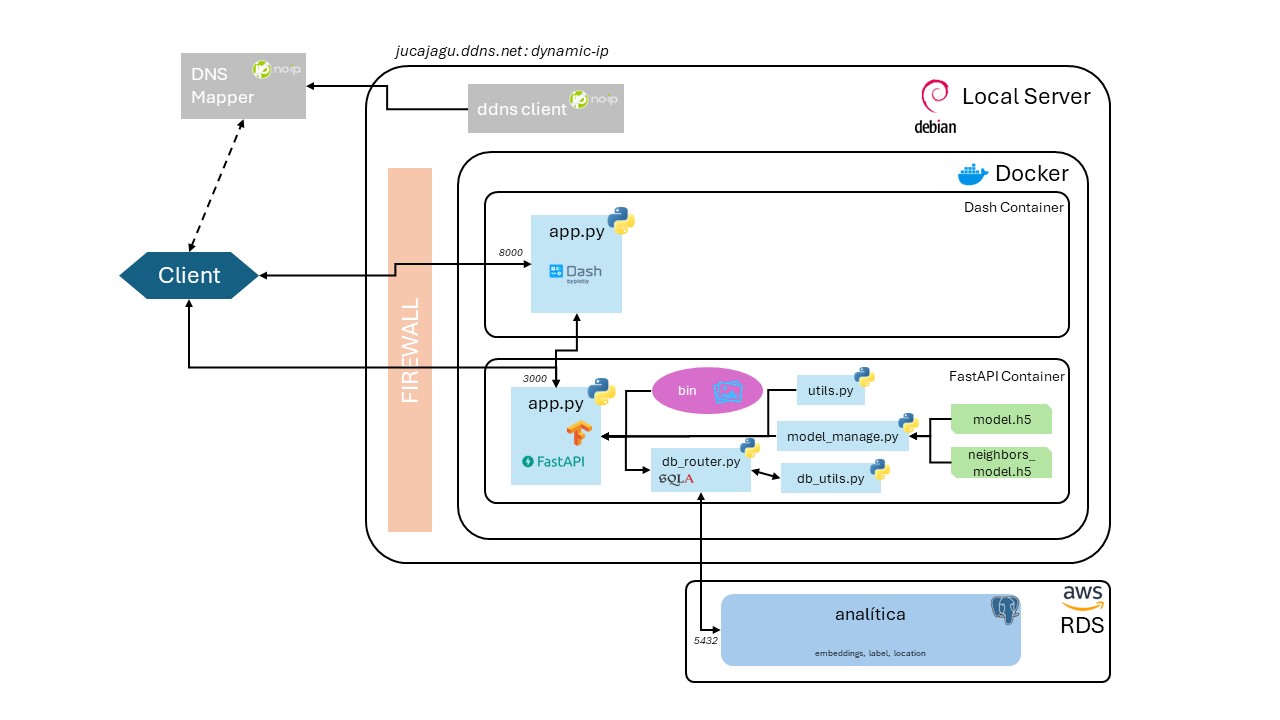 jucajagu.ddns.net: dynamic-ip
DNS
Mapper
no-ip
ddns client
no-ip
debian
Local Server
Docker
Dash Container
app.py
8000
Dash
by plotly
Client
FIREWALL
FastAPI Container
3000
app.py
FastAPI
bin
utils.py
model_manage.py
model.h5
neighbors_
model.h5
db_router.py
SQLA
db_utils.py
aws
RDS
analítica
5432
embeddings, label, location